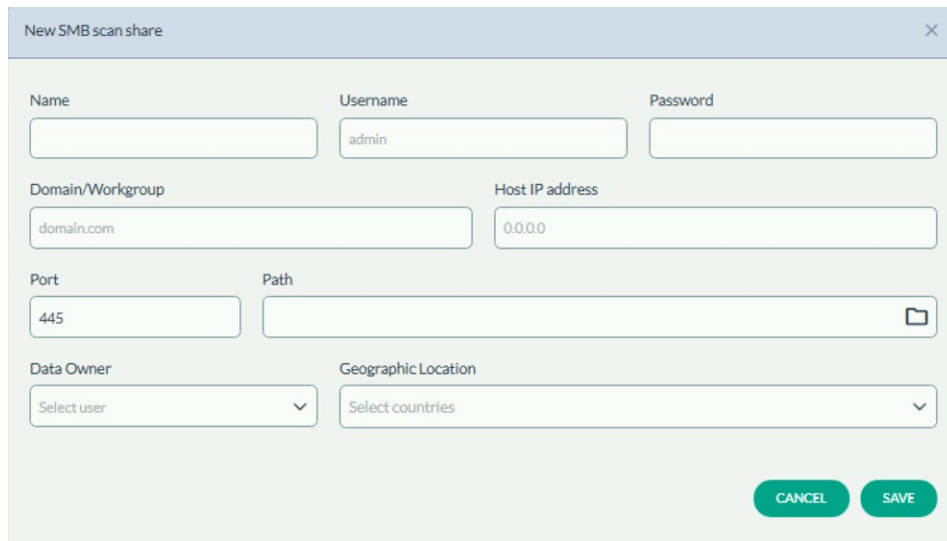 New SMB scan share
Name Username Password
admin
Domain/Workgroup Host IP address
domain.com 0.0.0.0
Port Path
445
Data Owner Geographic Location
Select user Select countries
CANCEL SAVE